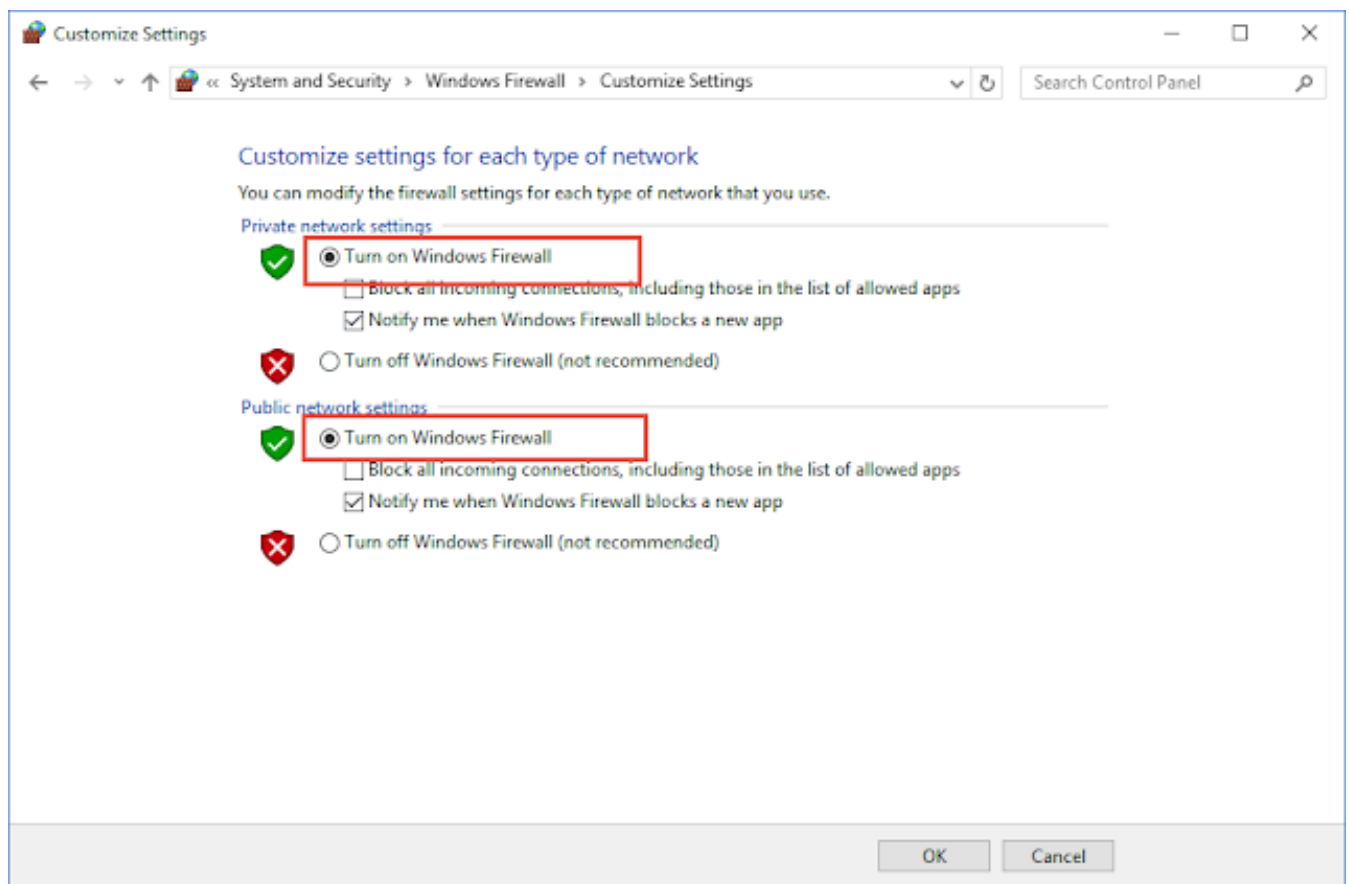 Customize Settings
« System and Security > Windows Firewall > Customize Settings
Search Control Panel
Customize settings for each type of network
You can modify the firewall settings for each type of network that you use.
Private network settings
Turn on Windows Firewall
Block all incoming connections, including those in the list of allowed apps
Notify me when Windows Firewall blocks a new app
Turn off Windows Firewall (not recommended)
Public network settings
Turn on Windows Firewall
Block all incoming connections, including those in the list of allowed apps
Notify me when Windows Firewall blocks a new app
Turn off Windows Firewall (not recommended)
OK Cancel